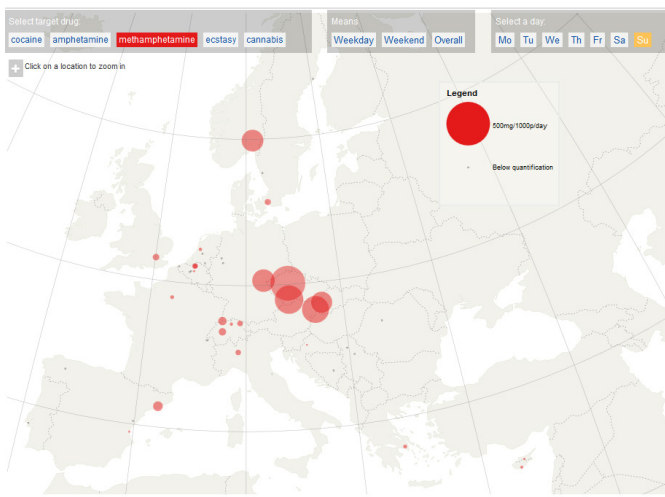 Select target drug: Means Select a day:
cocaine amphetamine methamphetamine ecstasy cannabis Weekday Weekend Overall Mo Tu We Th Fr Sa Su
+ Click on a location to zoom in
Legend
500mg/1000p/day
Below quantification